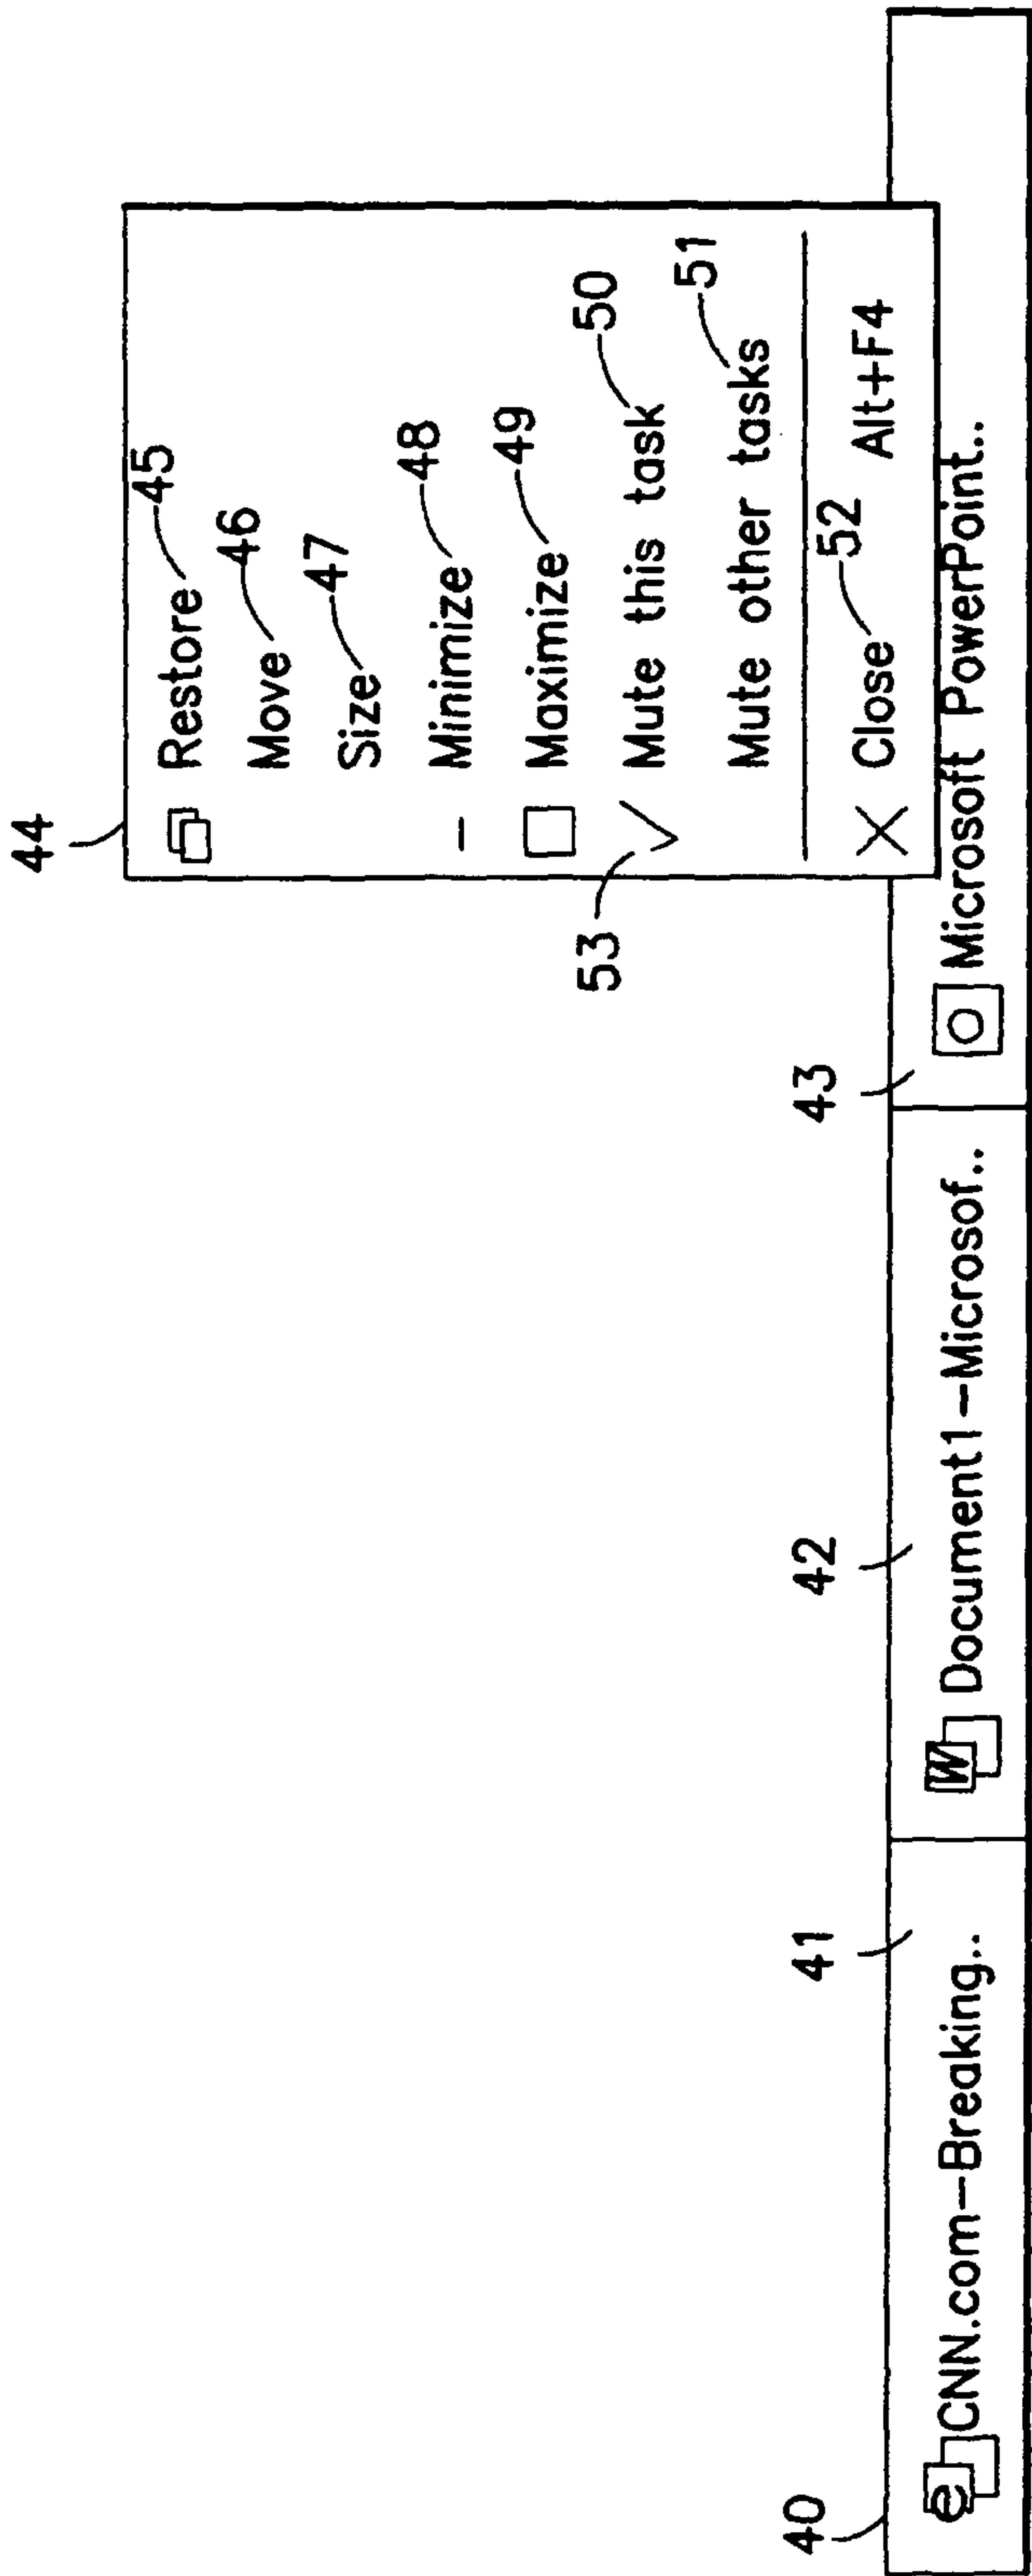 44
Restore 45
Move 46
Size 47
– Minimize 48
Maximize 49
53 Mute this task 50
Mute other tasks 51
Close 52 Alt+F4
40 41 42 43
e CNN.com–Breaking..
W Document1–Microsof..
Microsoft PowerPoint..